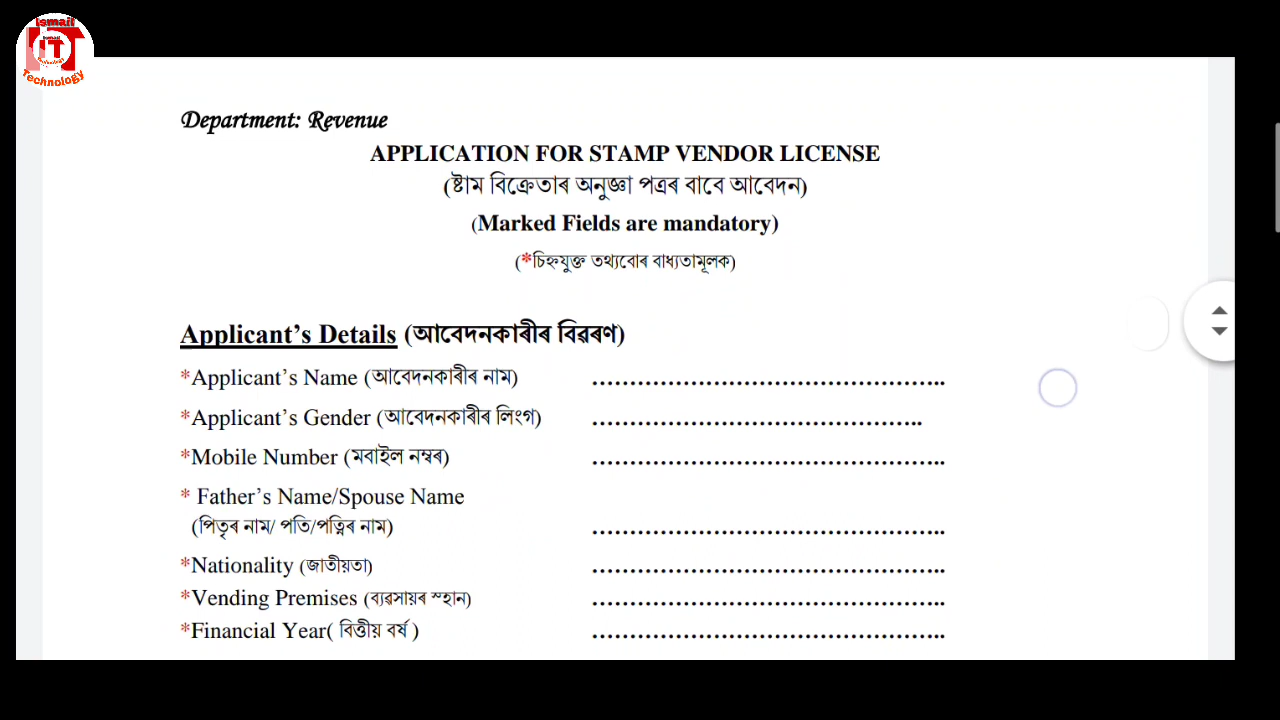 ismail
ismail
IT
Technology
Department: Revenue
APPLICATION FOR STAMP VENDOR LICENSE
(ষ্টাম বিক্ৰেতাৰ অনুজ্ঞা পত্ৰৰ বাবে আবেদন)
(Marked Fields are mandatory)
(*চিহ্নযুক্ত তথ্যবোৰ বাধ্যতামূলক)
Applicant’s Details (আবেদনকাৰীৰ বিৱৰণ)
*Applicant’s Name (আবেদনকাৰীৰ নাম) ………………………………………..
*Applicant’s Gender (আবেদনকাৰীৰ লিংগ) ……………………………………..
*Mobile Number (মবাইল নম্বৰ) ………………………………………..
* Father’s Name/Spouse Name
(পিতৃৰ নাম/ পতি/পত্নিৰ নাম) ………………………………………..
*Nationality (জাতীয়তা) ………………………………………..
*Vending Premises (ব্যৱসায়ৰ স্হান) ………………………………………..
*Financial Year( বিত্তীয় বৰ্ষ ) ………………………………………..